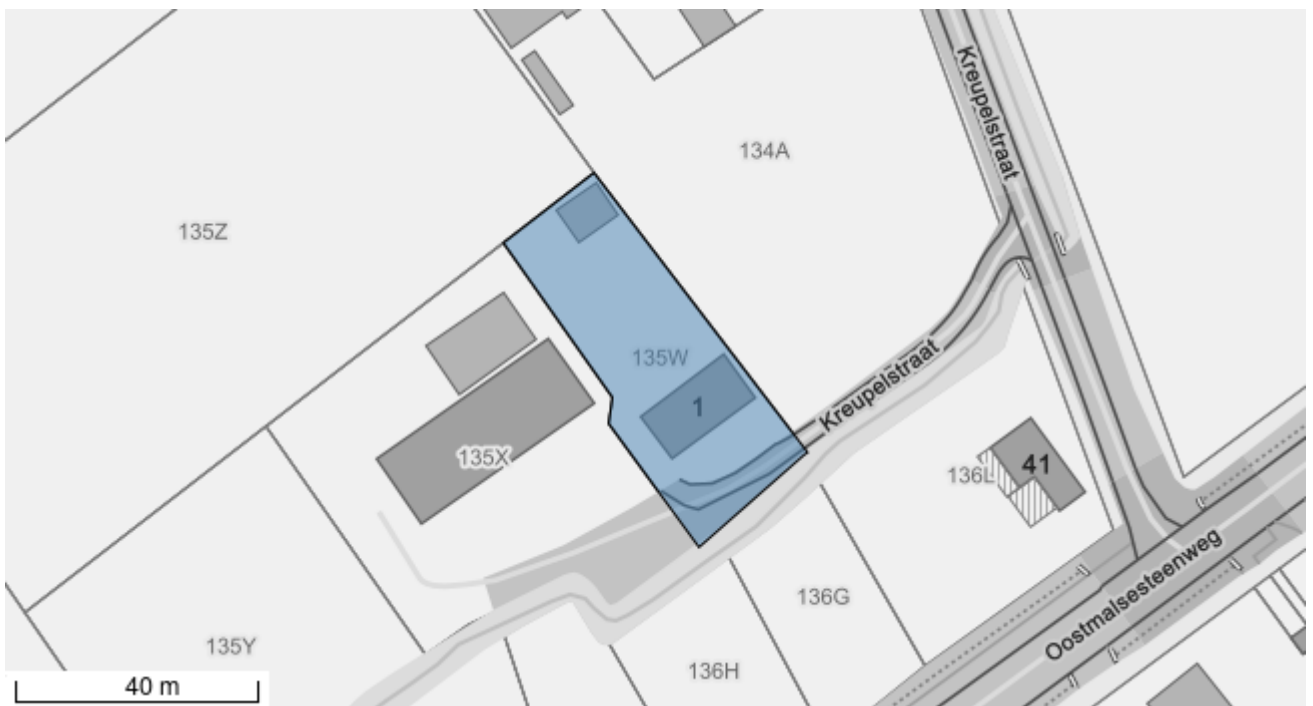 Kreupelstraat
134A
135Z
135W
Kreupelstraat
1
135X
136L
41
Oostmalsesteenweg
136G
135Y
136H
40 m